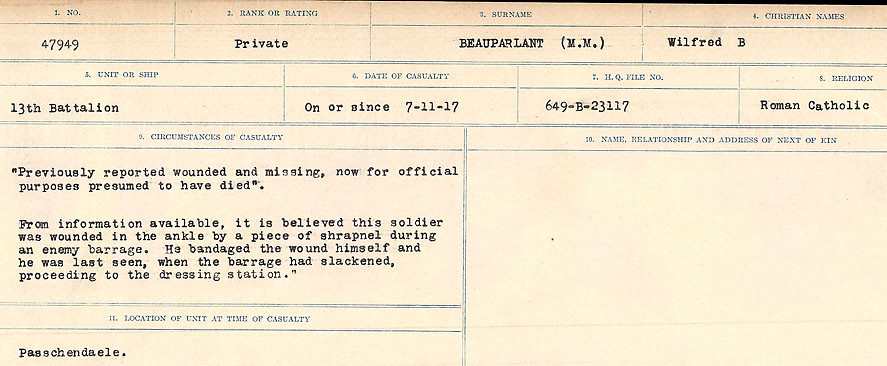 1. NO.
2. RANK OR RATING
3. SURNAME
4. CHRISTIAN NAMES
47949
Private
BEAUPARLANT (M.M.)
Wilfred B
5. UNIT OR SHIP
6. DATE OF CASUALTY
7. H.Q. FILE NO.
8. RELIGION
13th Battalion
On or since 7-11-17
649-B-23117
Roman Catholic
9. CIRCUMSTANCES OF CASUALTY
"Previously reported wounded and missing, now for official
purposes presumed to have died".
From information available, it is believed this soldier
was wounded in the ankle by a piece of shrapnel during
an enemy barrage. He bandaged the wound himself and
he was last seen, when the barrage had slackened,
proceeding to the dressing station."
10. NAME, RELATIONSHIP AND ADDRESS OF NEXT OF KIN
11. LOCATION OF UNIT AT TIME OF CASUALTY
Passchendaele.